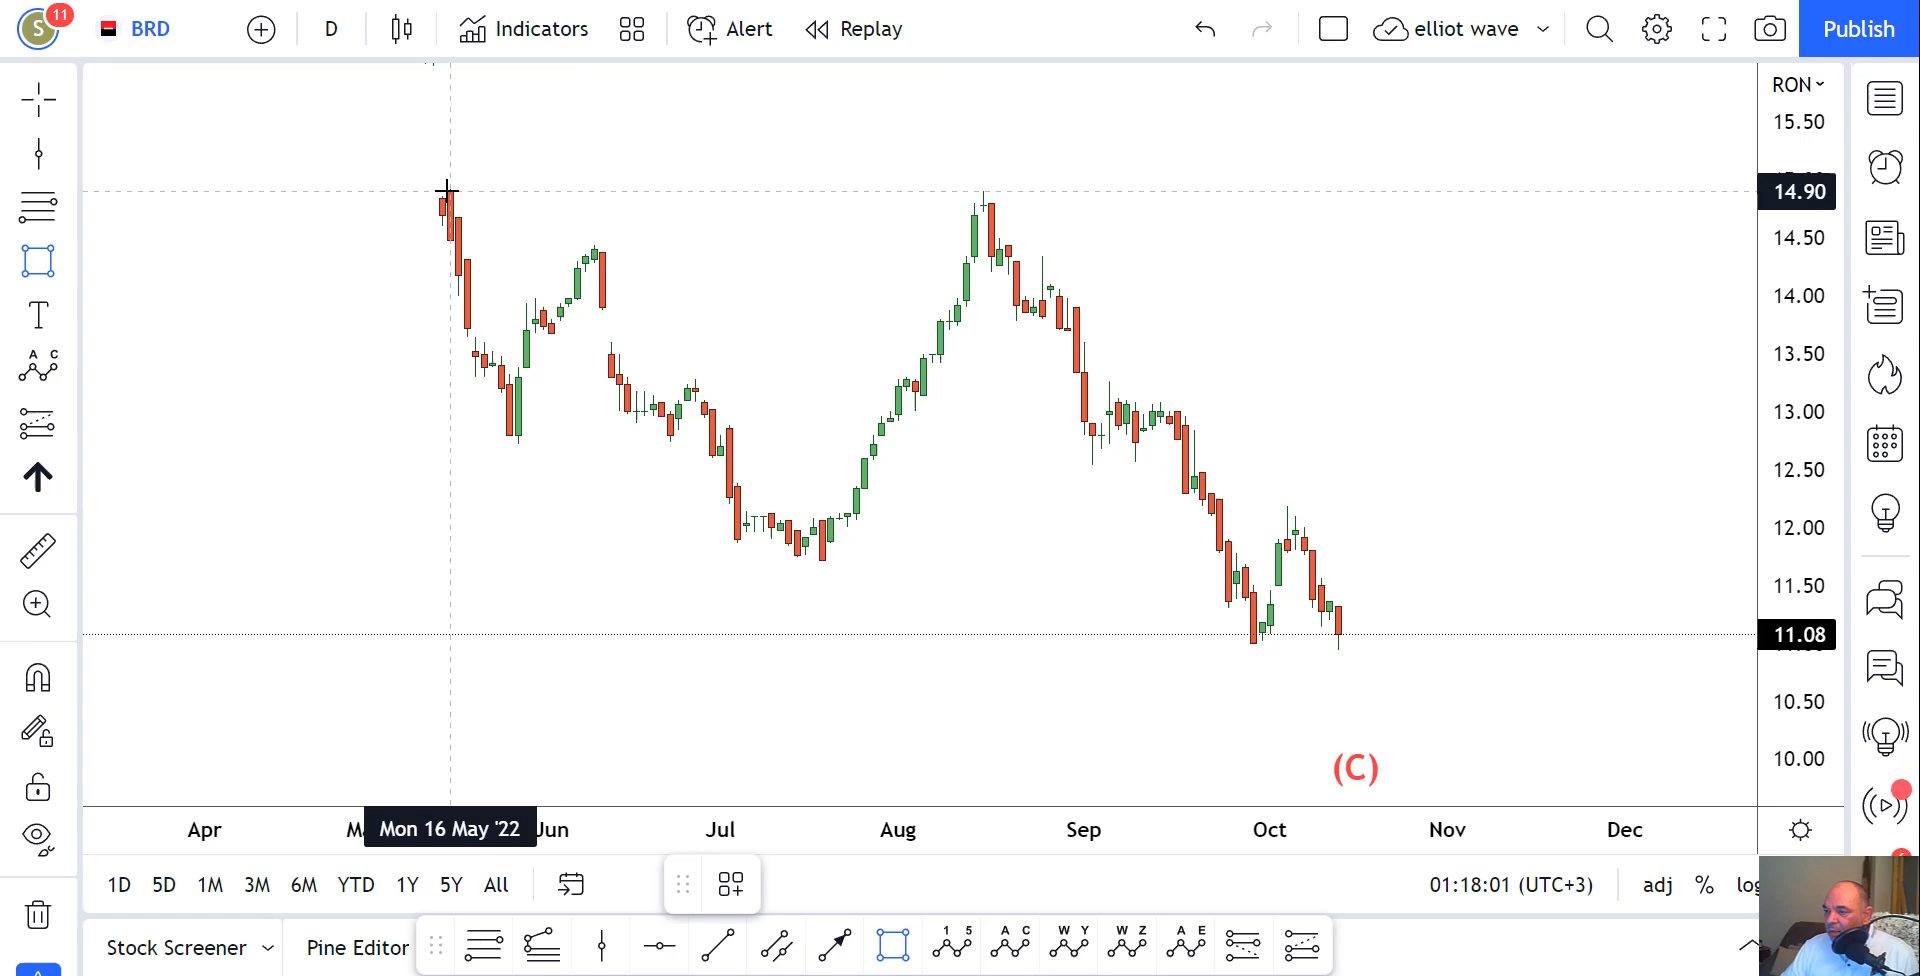 S 11 BRD D Indicators Alert Replay elliot wave Publish
RON
15.50
14.90
14.50
14.00
13.50
13.00
12.50
12.00
11.50
11.08
10.50
10.00
(C)
A C
Apr Mon 16 May '22 Jun Jul Aug Sep Oct Nov Dec
1D 5D 1M 3M 6M YTD 1Y 5Y All 01:18:01 (UTC+3) adj %
Stock Screener Pine Editor
1 5 A C W Y W Z A E